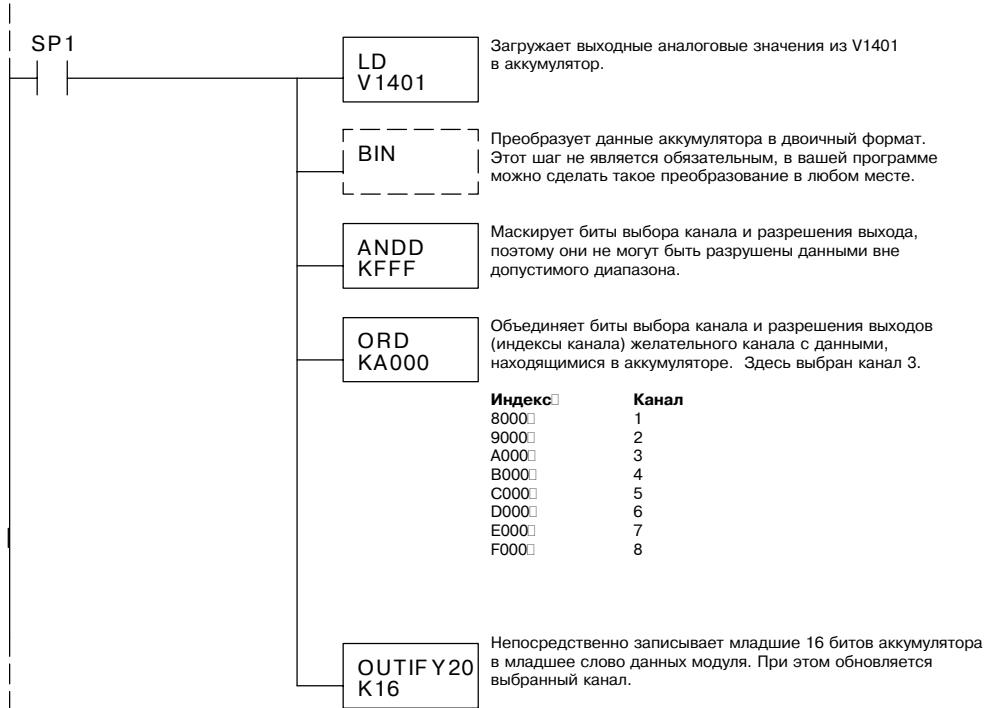 SP1
LD
V1401
Загружает выходные аналоговые значения из V1401
в аккумулятор.
BIN
Преобразует данные аккумулятора в двоичный формат.
Этот шаг не является обязательным, в вашей программе
можно сделать такое преобразование в любом месте.
ANDD
KFFF
Маскирует биты выбора канала и разрешения выхода,
поэтому они не могут быть разрушены данными вне
допустимого диапазона.
ORD
KA000
Объединяет биты выбора канала и разрешения выходов
(индексы канала) желательного канала с данными,
находящимися в аккумуляторе. Здесь выбран канал 3.
Индекс□ Канал
8000□ 1
9000□ 2
A000□ 3
B000□ 4
C000□ 5
D000□ 6
E000□ 7
F000□ 8
OUTIF Y20
K16
Непосредственно записывает младшие 16 битов аккумулятора
в младшее слово данных модуля. При этом обновляется
выбранный канал.